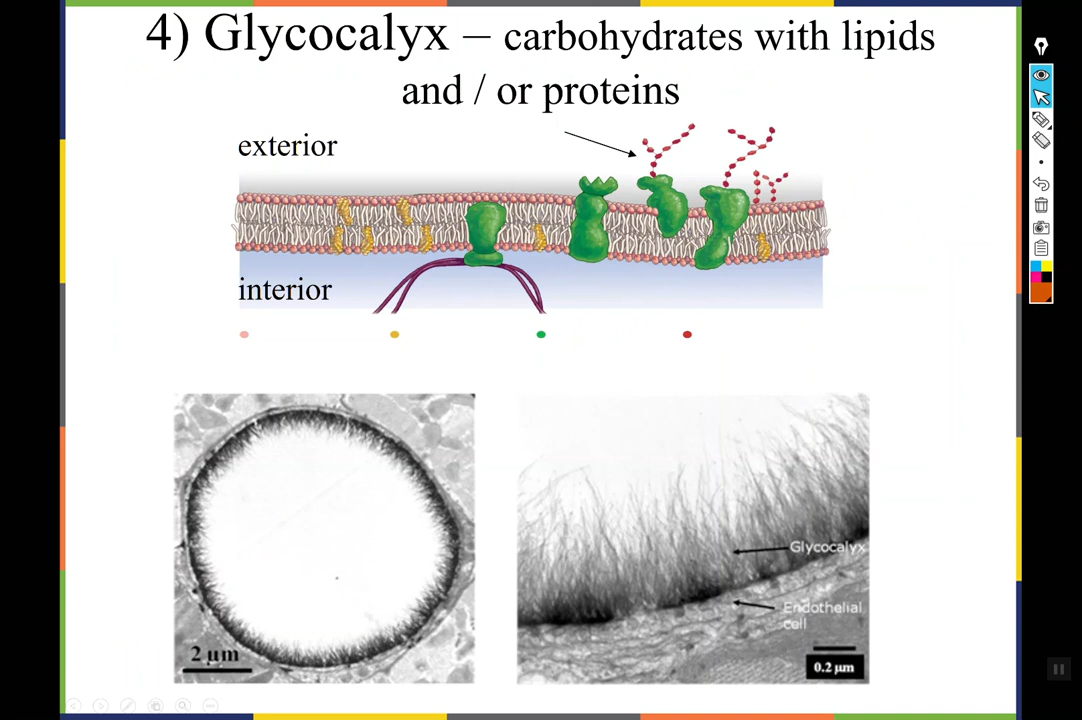 4) Glycocalyx – carbohydrates with lipids
and / or proteins
exterior
interior
2 μm
Glycocalyx
Endothelial
cell
0.2 μm